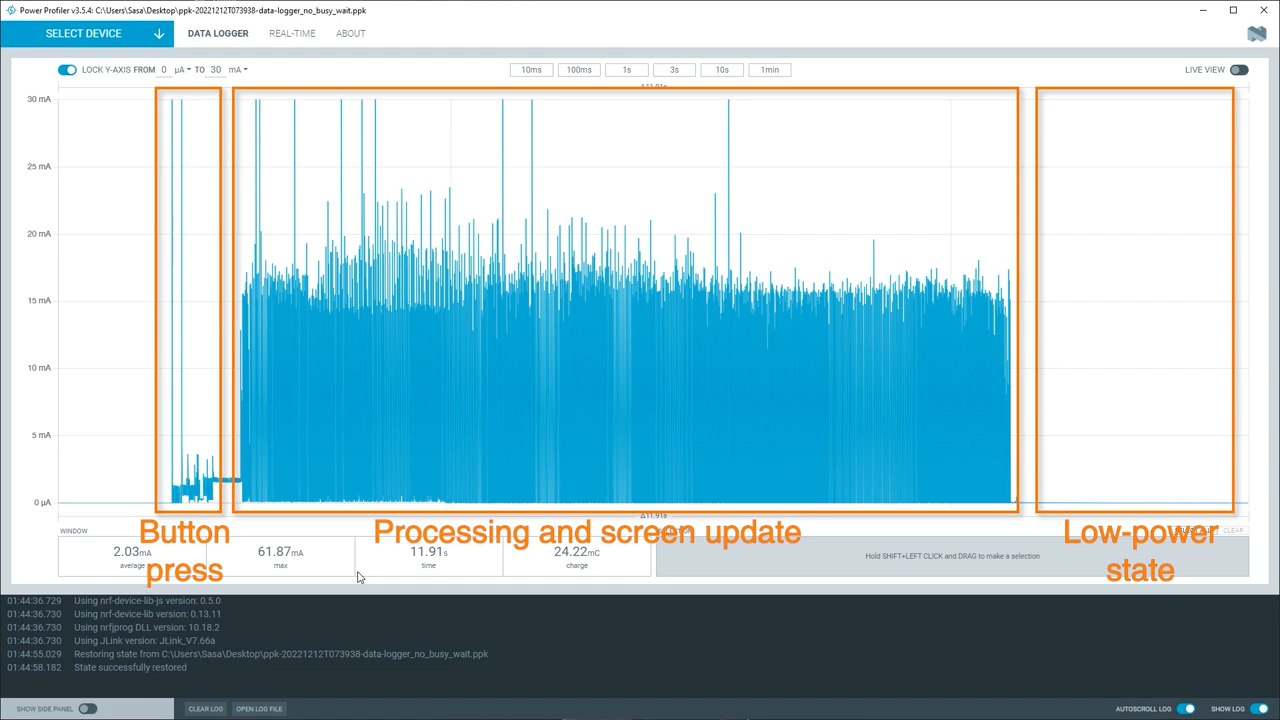 Power Profiler v3.5.4: C:\Users\Sasa\Desktop\ppk-20221212T073938-data-logger_no_busy_wait.ppk
SELECT DEVICE
DATA LOGGER
REAL-TIME
ABOUT
LOCK Y-AXIS FROM 0 µA TO 30 mA
10ms
100ms
1s
3s
10s
1min
LIVE VIEW
Δ11.91s
30 mA
25 mA
20 mA
15 mA
10 mA
5 mA
0 µA
Δ11.91s
Button press
Processing and screen update
Low-power state
WINDOW
CLEAR
2.03mA
average
61.87mA
max
11.91s
time
24.22mC
charge
Hold SHIFT+LEFT CLICK and DRAG to make a selection
01:44:36.729 Using nrf-device-lib-js version: 0.5.0
01:44:36.730 Using nrf-device-lib version: 0.13.11
01:44:36.730 Using nrfjprog DLL version: 10.18.2
01:44:36.730 Using JLink version: JLink_V7.66a
01:44:55.029 Restoring state from C:\Users\Sasa\Desktop\ppk-20221212T073938-data-logger_no_busy_wait.ppk
01:44:58.182 State successfully restored
SHOW SIDE PANEL
CLEAR LOG
OPEN LOG FILE
AUTOSCROLL LOG
SHOW LOG